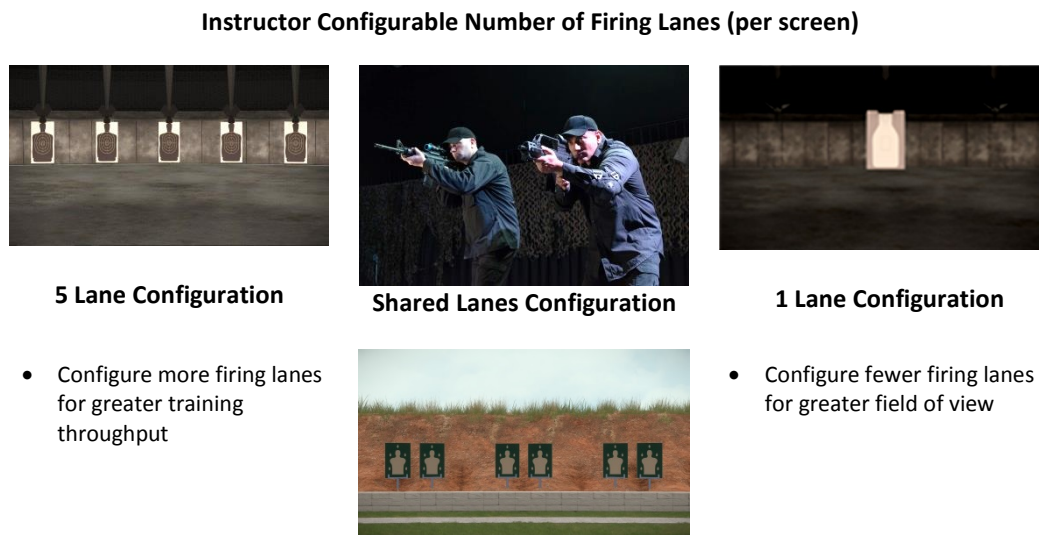 Instructor Configurable Number of Firing Lanes (per screen)
5 Lane Configuration
Shared Lanes Configuration
1 Lane Configuration
• Configure more firing lanes
for greater training
throughput
• Configure fewer firing lanes
for greater field of view